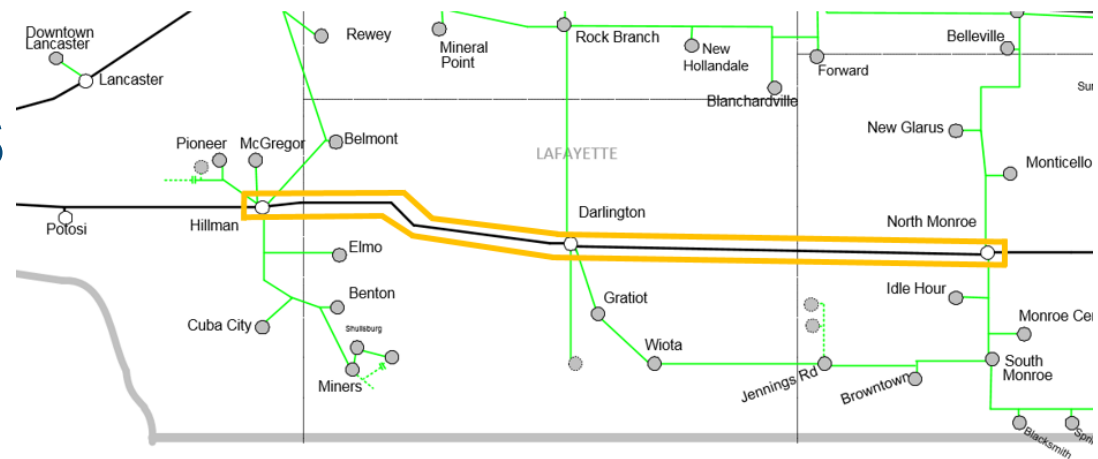 Downtown
Lancaster
Lancaster
Rewey
Mineral
Point
Rock Branch
New
Hollandale
Blanchardville
Forward
Belleville
Pioneer
McGregor
Belmont
LAFAYETTE
New Glarus
Monticello
Potosi
Hillman
Darlington
North Monroe
Elmo
Benton
Cuba City
Shullsburg
Miners
Gratiot
Wiota
Jennings Rd
Browntown
Idle Hour
South
Monroe
Blacksmith